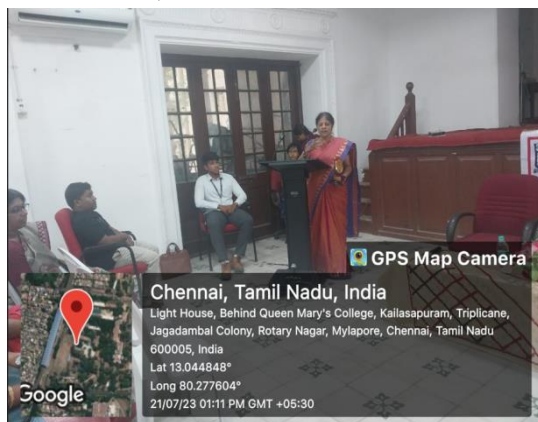 GPS Map Camera
Chennai, Tamil Nadu, India
Light House, Behind Queen Mary's College, Kailasapuram, Triplicane,
Jagadambal Colony, Rotary Nagar, Mylapore, Chennai, Tamil Nadu
600005, India
Lat 13.044848°
Long 80.277604°
21/07/23 01:11 PM GMT +05:30
Google